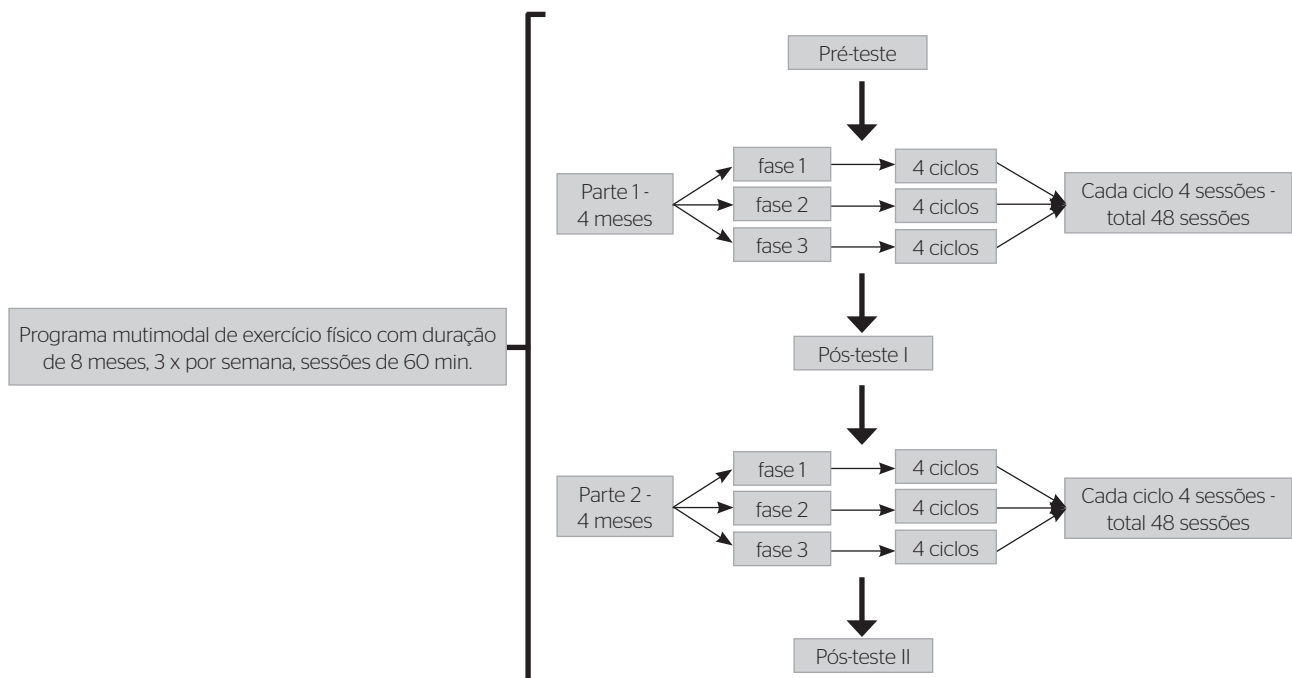 Programa mutimodal de exercício físico com duração
de 8 meses, 3 x por semana, sessões de 60 min.
Pré-teste
Parte 1 -
4 meses
fase 1
4 ciclos
fase 2
4 ciclos
fase 3
4 ciclos
Cada ciclo 4 sessões -
total 48 sessões
Pós-teste I
Parte 2 -
4 meses
fase 1
4 ciclos
fase 2
4 ciclos
fase 3
4 ciclos
Cada ciclo 4 sessões -
total 48 sessões
Pós-teste II